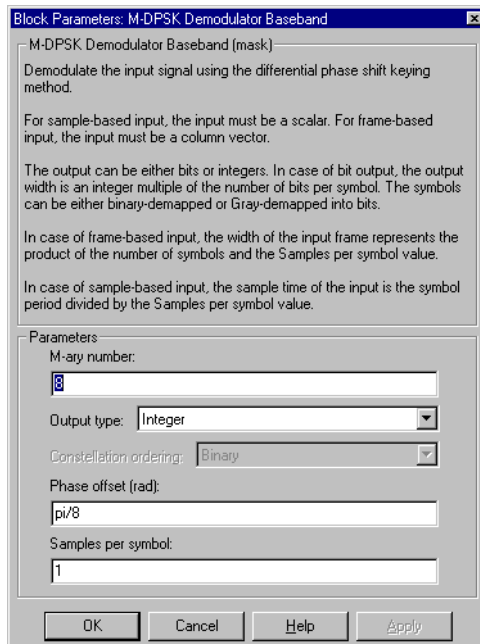 Block Parameters: M-DPSK Demodulator Baseband
M-DPSK Demodulator Baseband (mask)
Demodulate the input signal using the differential phase shift keying
method.
For sample-based input, the input must be a scalar. For frame-based
input, the input must be a column vector.
The output can be either bits or integers. In case of bit output, the output
width is an integer multiple of the number of bits per symbol. The symbols
can be either binary-demapped or Gray-demapped into bits.
In case of frame-based input, the width of the input frame represents the
product of the number of symbols and the Samples per symbol value.
In case of sample-based input, the sample time of the input is the symbol
period divided by the Samples per symbol value.
Parameters
M-ary number:
8
Output type: Integer
Constellation ordering: Binary
Phase offset (rad):
pi/8
Samples per symbol:
1
OK Cancel Help Apply